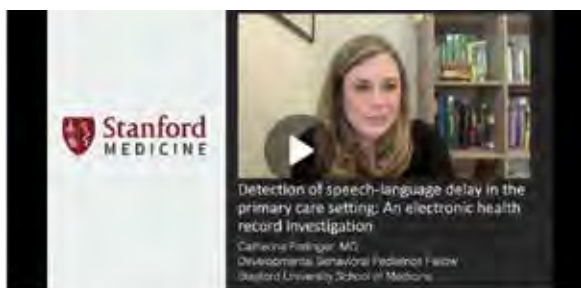 Stanford
MEDICINE
Detection of speech-language delay in the
primary care setting: An electronic health
record investigation
Catherine MD
Developmental Behavioral Pediatrics Fellow
Stanford University School of Medicine